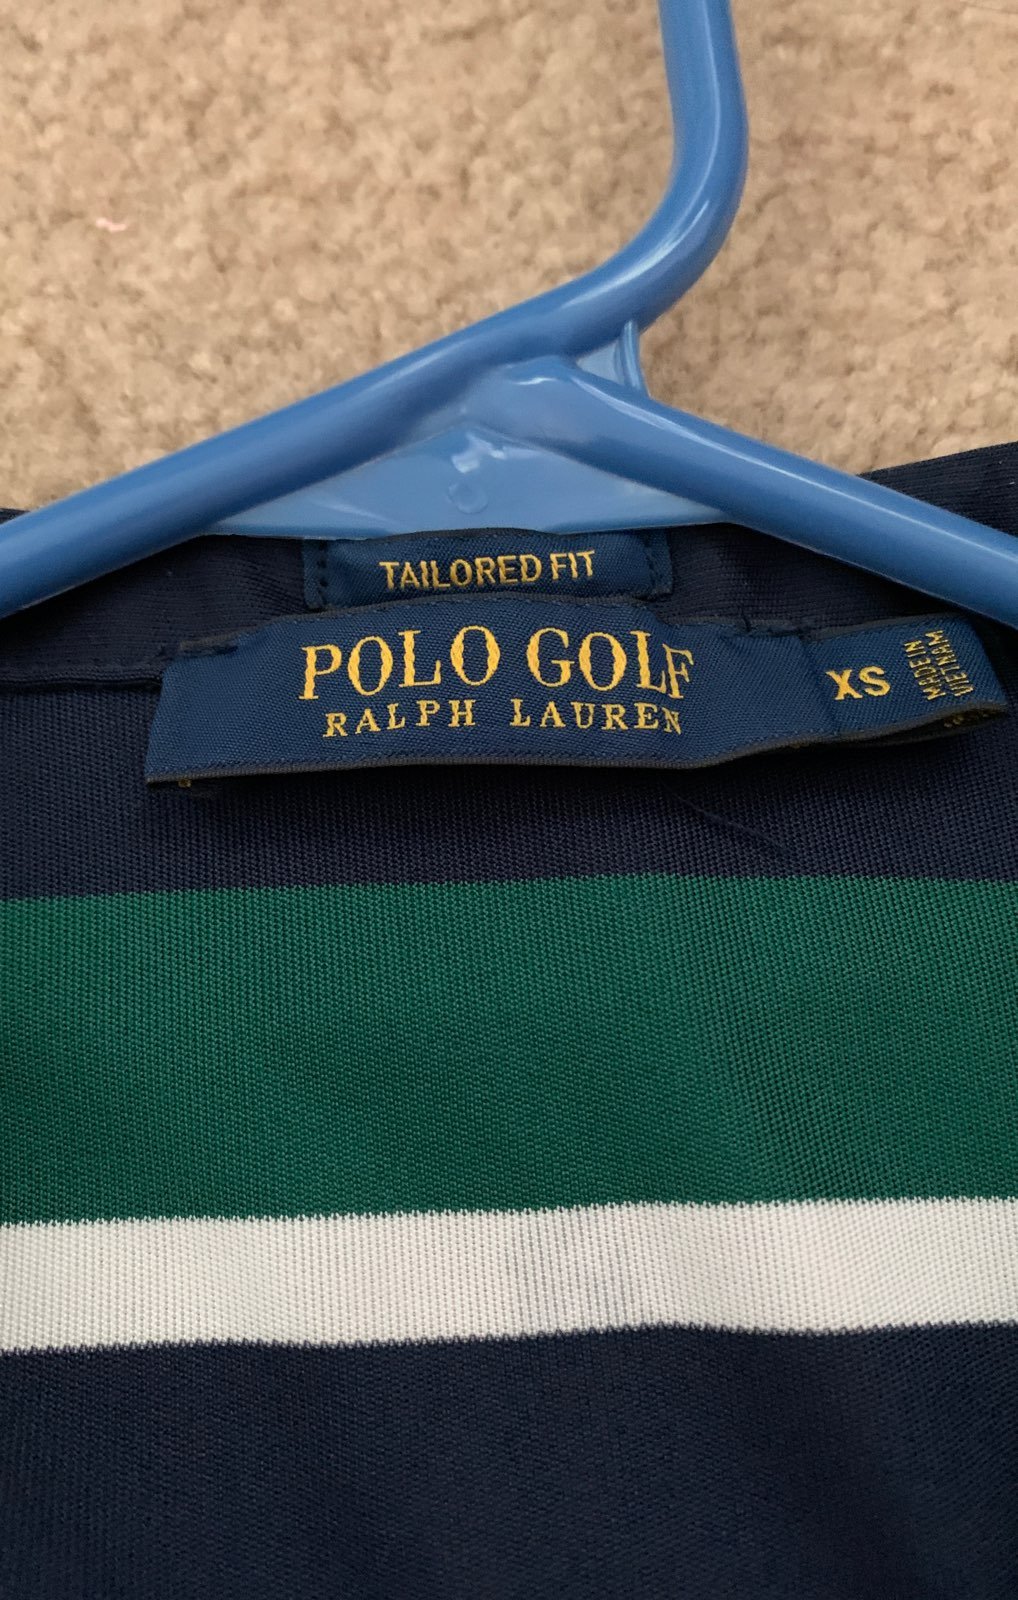 TAILORED FIT
POLO GOLF
RALPH LAUREN
XS
MADE IN
VIETNAM